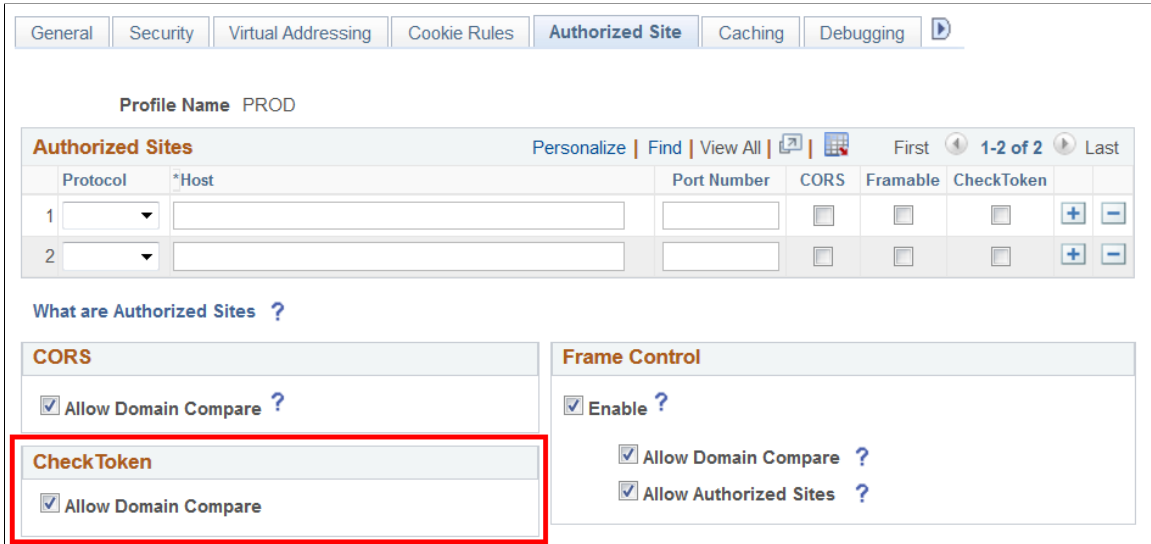 General Security Virtual Addressing Cookie Rules Authorized Site Caching Debugging
Profile Name PROD
Authorized Sites Personalize | Find | View All | | First 1-2 of 2 Last
Protocol *Host Port Number CORS Framable CheckToken
1
2
What are Authorized Sites ?
CORS
Allow Domain Compare ?
CheckToken
Allow Domain Compare
Frame Control
Enable ?
Allow Domain Compare ?
Allow Authorized Sites ?